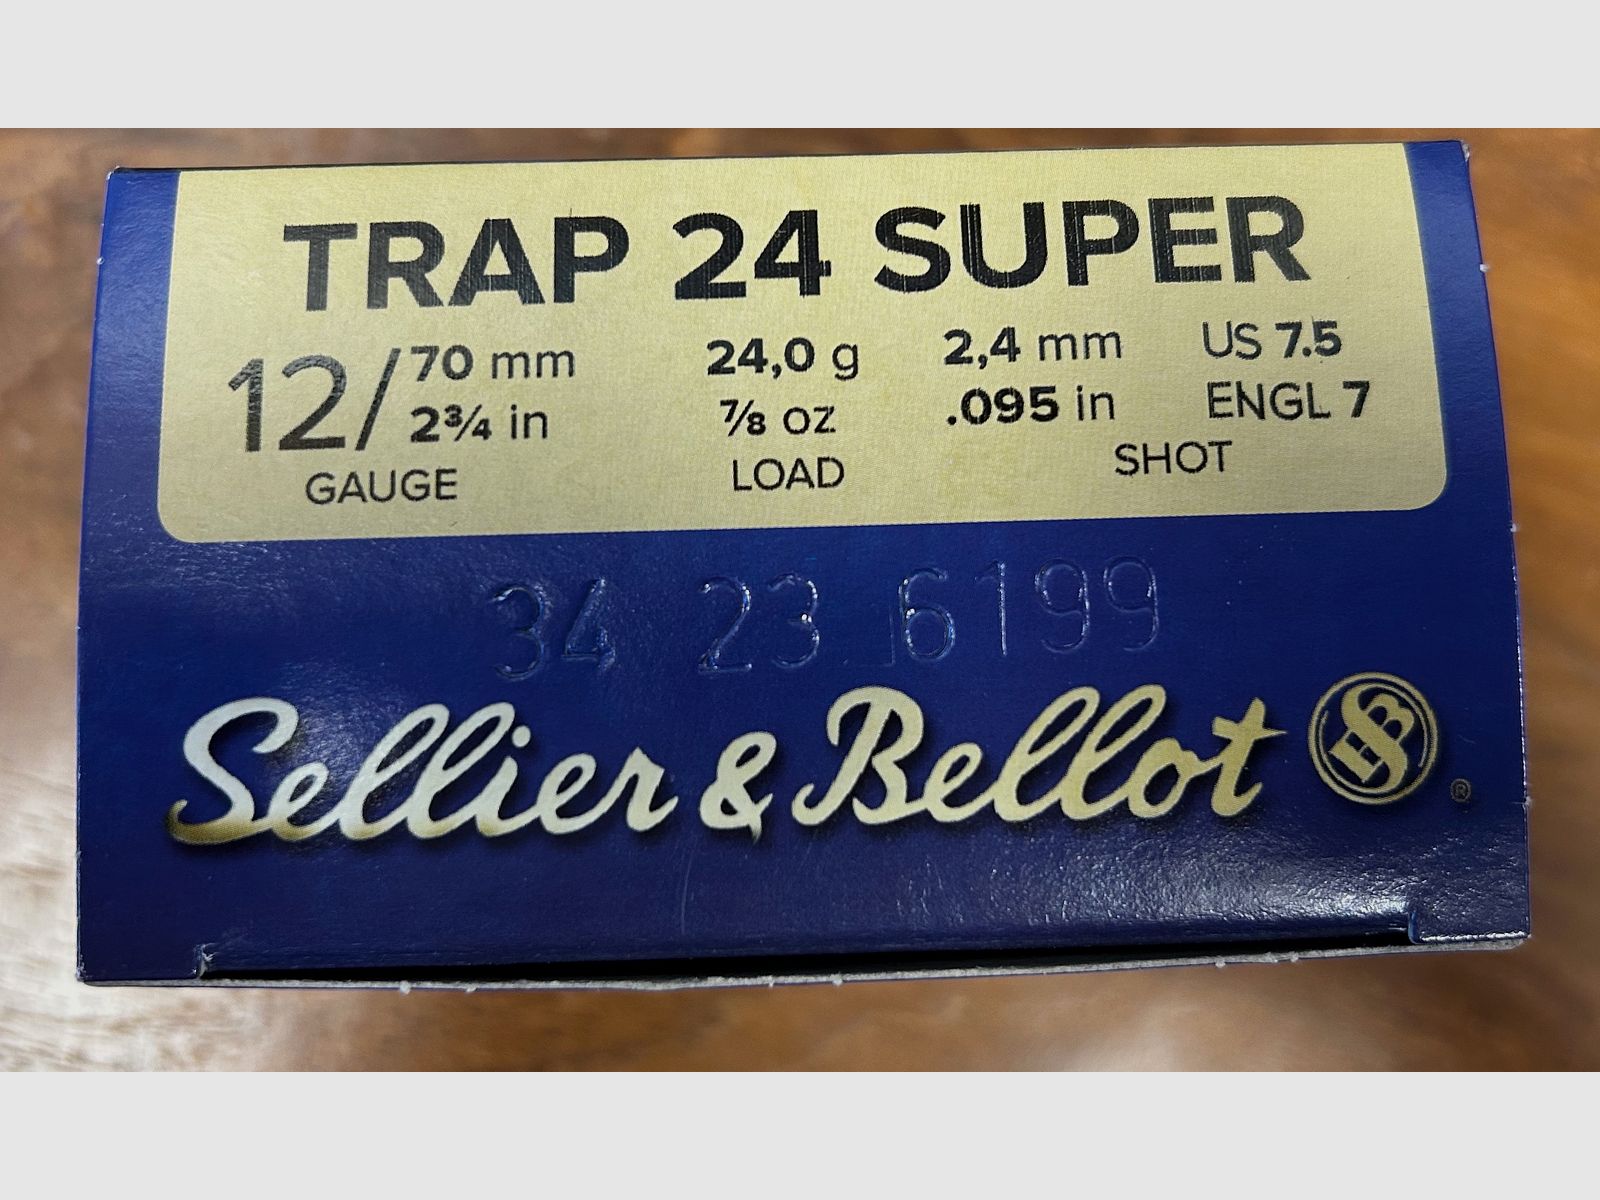 TRAP 24 SUPER
12/ 70 mm 24,0 g 2,4 mm US 7.5
2¾ in ⅞ oz .095 in ENGL 7
GAUGE LOAD SHOT
34 23 6199
Sellier & Bellot SB ®